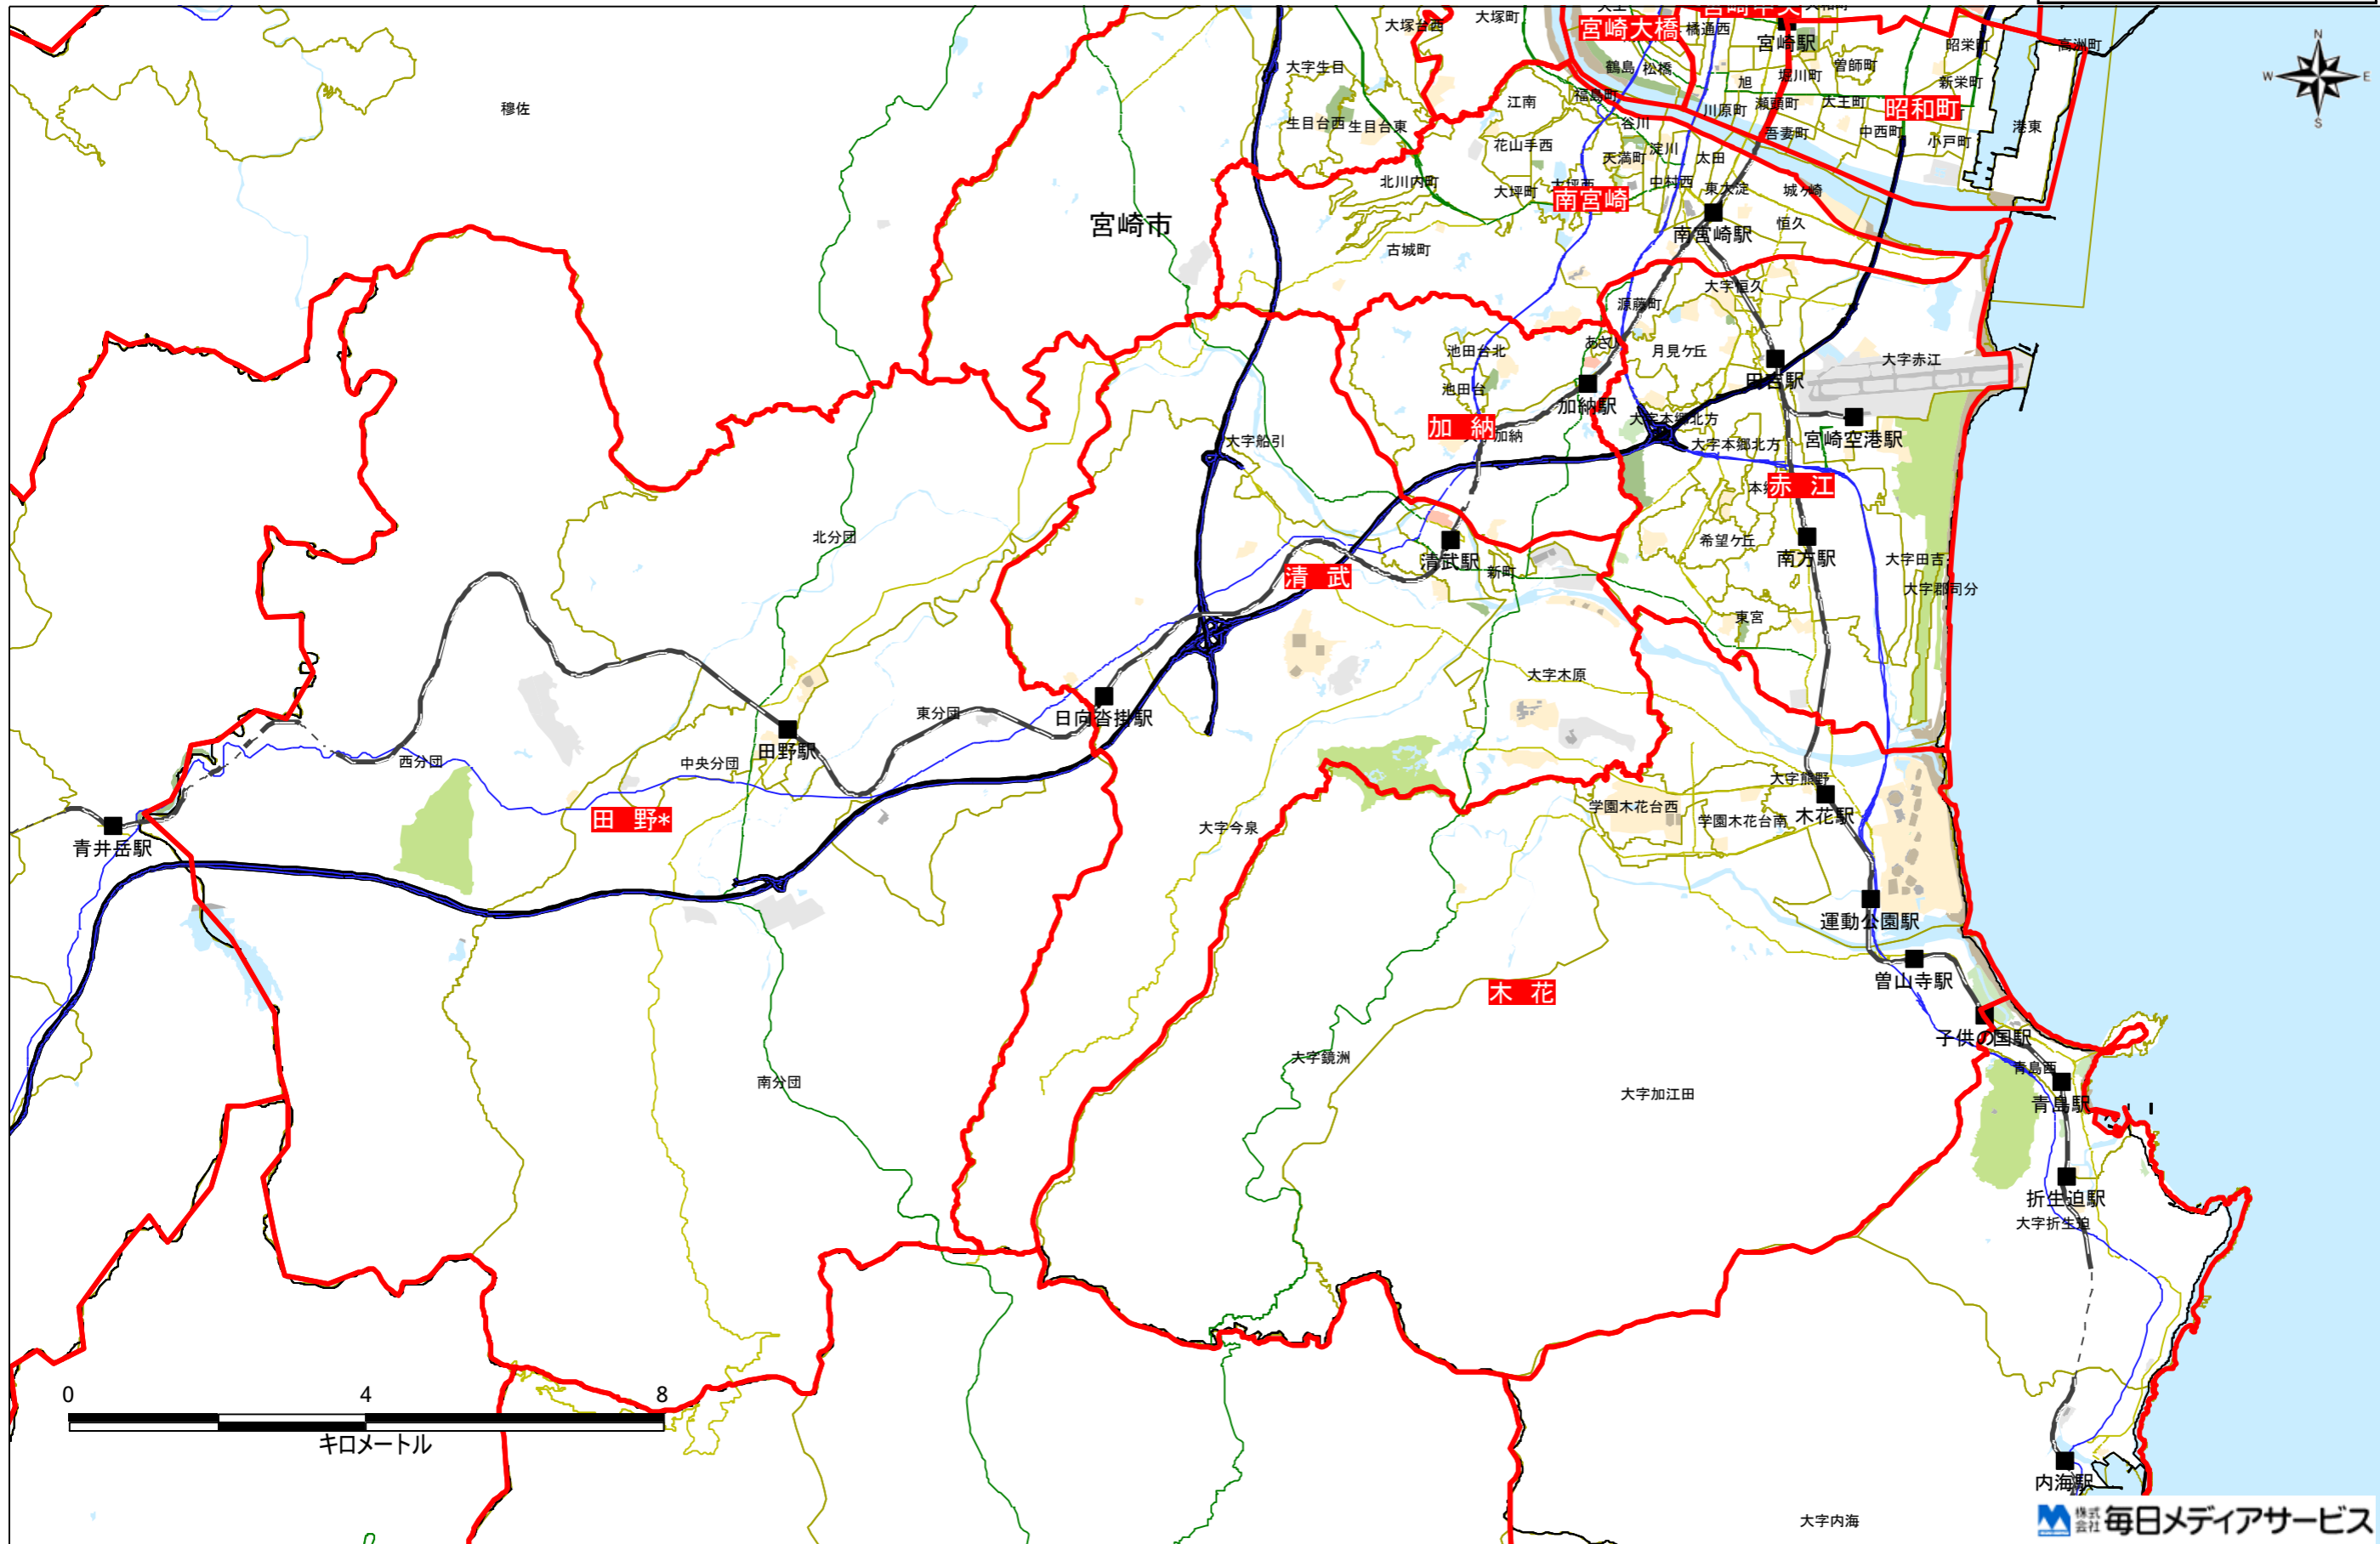 大塚台西
大塚町
宮崎大橋
橘通西
宮崎駅
昭栄町
高洲町
N
W
E
S
大字生目
鶴島
松橋
旭
堀川町
曽師町
新栄町
穆佐
江南
福島町
川原町
瀬頭町
大王町
昭和町
生目台西
生目台東
谷川
吾妻町
中西町
小戸町
港東
花山手西
天満町
淀川
太田
北川内町
大坪町
中村西
東大淀
城ヶ崎
南宮崎
宮崎市
南宮崎駅
恒久
古城町
大字恒久
源藤町
池田台北
月見ケ丘
大字赤江
田吉駅
池田台
加納駅
加 納
加納
大字本郷北方
宮崎空港駅
大字船引
大字本郷北方
赤 江
北分団
希望ケ丘
南方駅
清武駅
新町
大字田吉
清 武
大字郡司分
東宮
大字木原
東分団
日向沓掛駅
田野駅
西分団
中央分団
大字熊野
田 野*
学園木花台西
学園木花台南
木花駅
大字今泉
青井岳駅
運動公園駅
曽山寺駅
木 花
子供の国駅
大字鏡洲
青島西
南分団
大字加江田
青島駅
折生迫駅
大字折生迫
0
4
8
キロメートル
内海駅
大字内海
株式会社 毎日メディアサービス